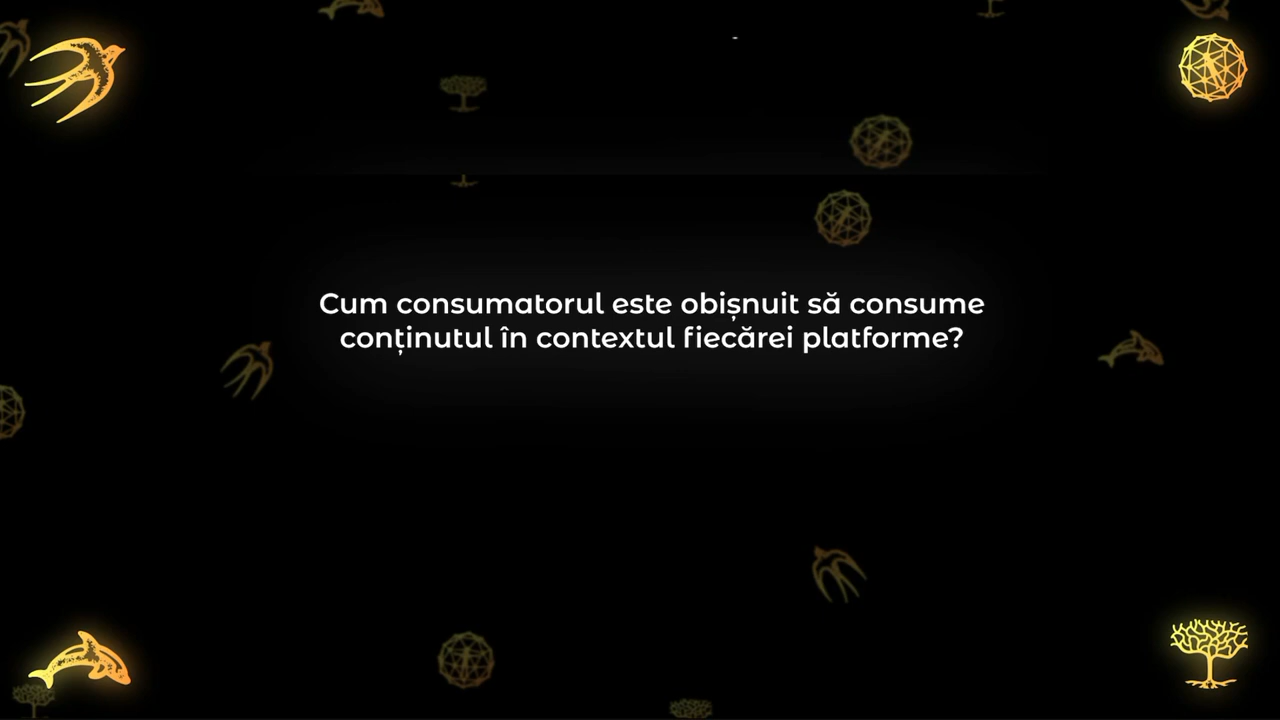 Cum consumatorul este obișnuit să consume
conținutul în contextul fiecărei platforme?